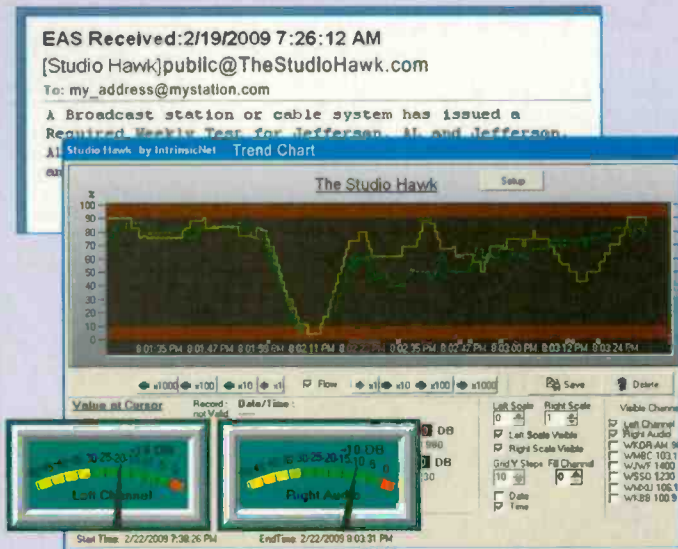 EAS Received:2/19/2009 7:26:12 AM
[Studio Hawk]public@TheStudioHawk.com
To: my_address@mystation.com
A Broadcast station or cable system has issued a
Required Weekly Test for Jefferson, AL and Jefferson,
AL
an
Studio Hawk by IntrinsicNet Trend Chart
The Studio Hawk
Setup
%
100
90
80
70
60
50
40
30
20
10
0
8:01:35 PM 8:01:47 PM 8:01:59 PM 8:02:11 PM 8:02:35 PM 8:02:47 PM 8:03:00 PM 8:03:12 PM 8:03:24 PM
x1000 x100 x10 x1 Flow x1 x10 x100 x1000 Save Delete
Value at Cursor
Record: Date/Time:
not Valid
DB
DB
Left Scale Right Scale
1
Left Scale Visible
Right Scale Visible
Grid Y Steps Fill Channel
10 0
Date
Time
Visible Channe
Left Channel
Right Audio
WMBC 103.1
WJWF 1400
WSSO 1230
WKBB 100.9
-10 DB
Left Channel
-10 DB
Right Audio
Start Time: 2/22/2009 7:38:26 PM EndTime: 2/22/2009 8:03:31 PM